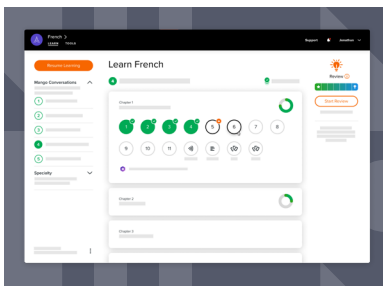 French >
LEARN TOOLS
Support
Jonathan
Resume Learning
Mango Conversations
1
2
3
4
5
Specialty
Learn French
Chapter 1
1 2 3 4 5 6 7 8
9 10 11
Chapter 2
Chapter 3
Review
Start Review